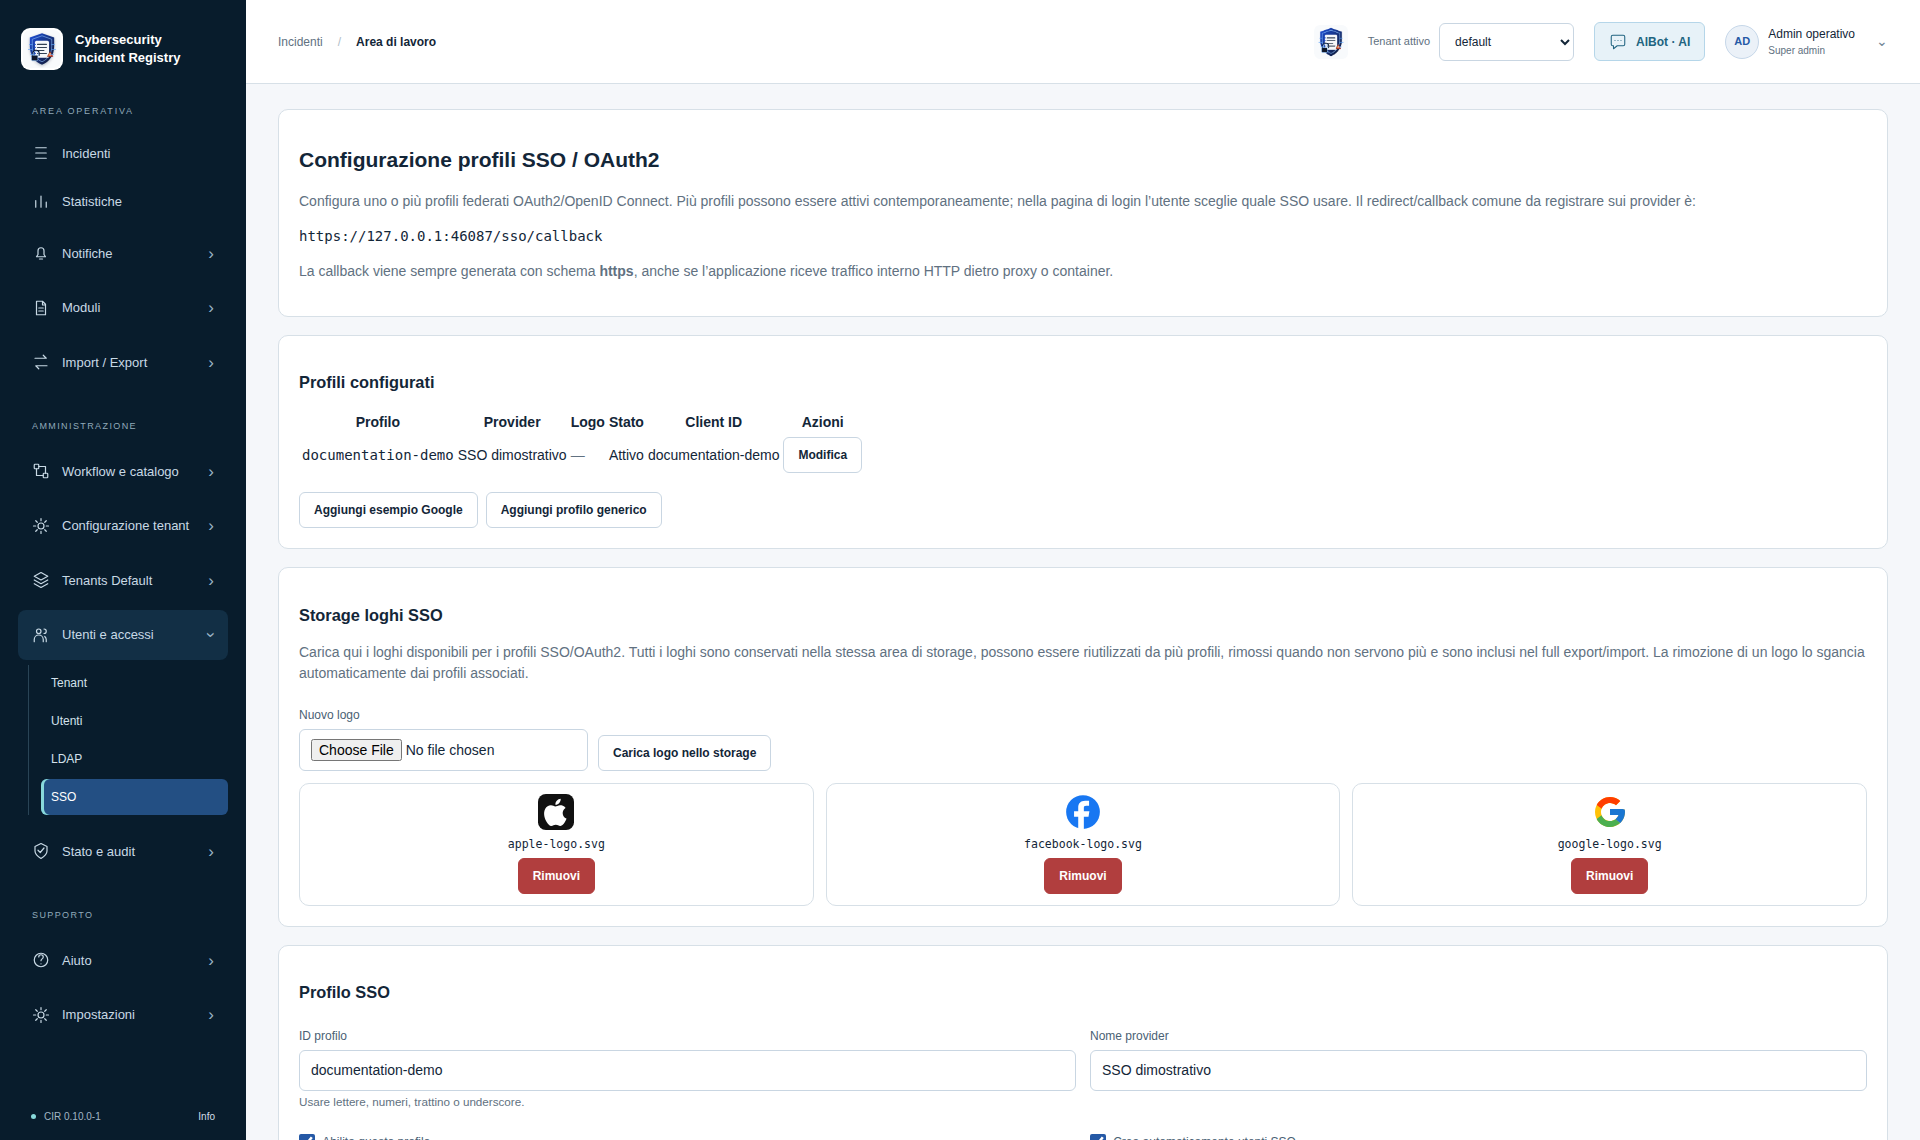 Cybersecurity
Incident Registry
AREA OPERATIVA
Incidenti
Statistiche
Notifiche
Moduli
Import / Export
AMMINISTRAZIONE
Workflow e catalogo
Configurazione tenant
Tenants Default
Utenti e accessi
Tenant
Utenti
LDAP
SSO
Stato e audit
SUPPORTO
Aiuto
Impostazioni
CIR 0.10.0-1 Info
Incidenti / Area di lavoro
Tenant attivo default AIBot · AI AD Admin operativo
Super admin
Configurazione profili SSO / OAuth2
Configura uno o più profili federati OAuth2/OpenID Connect. Più profili possono essere attivi contemporaneamente; nella pagina di login l’utente sceglie quale SSO usare. Il redirect/callback comune da registrare sui provider è:
https://127.0.0.1:46087/sso/callback
La callback viene sempre generata con schema https, anche se l’applicazione riceve traffico interno HTTP dietro proxy o container.
Profili configurati
Profilo Provider Logo Stato Client ID Azioni
documentation-demo SSO dimostrativo — Attivo documentation-demo Modifica
Aggiungi esempio Google Aggiungi profilo generico
Storage loghi SSO
Carica qui i loghi disponibili per i profili SSO/OAuth2. Tutti i loghi sono conservati nella stessa area di storage, possono essere riutilizzati da più profili, rimossi quando non servono più e sono inclusi nel full export/import. La rimozione di un logo lo sgancia
automaticamente dai profili associati.
Nuovo logo
Choose File No file chosen Carica logo nello storage
apple-logo.svg facebook-logo.svg google-logo.svg
Rimuovi Rimuovi Rimuovi
Profilo SSO
ID profilo Nome provider
documentation-demo SSO dimostrativo
Usare lettere, numeri, trattino o underscore.
Abilita questo profilo Crea automaticamente utenti SSO